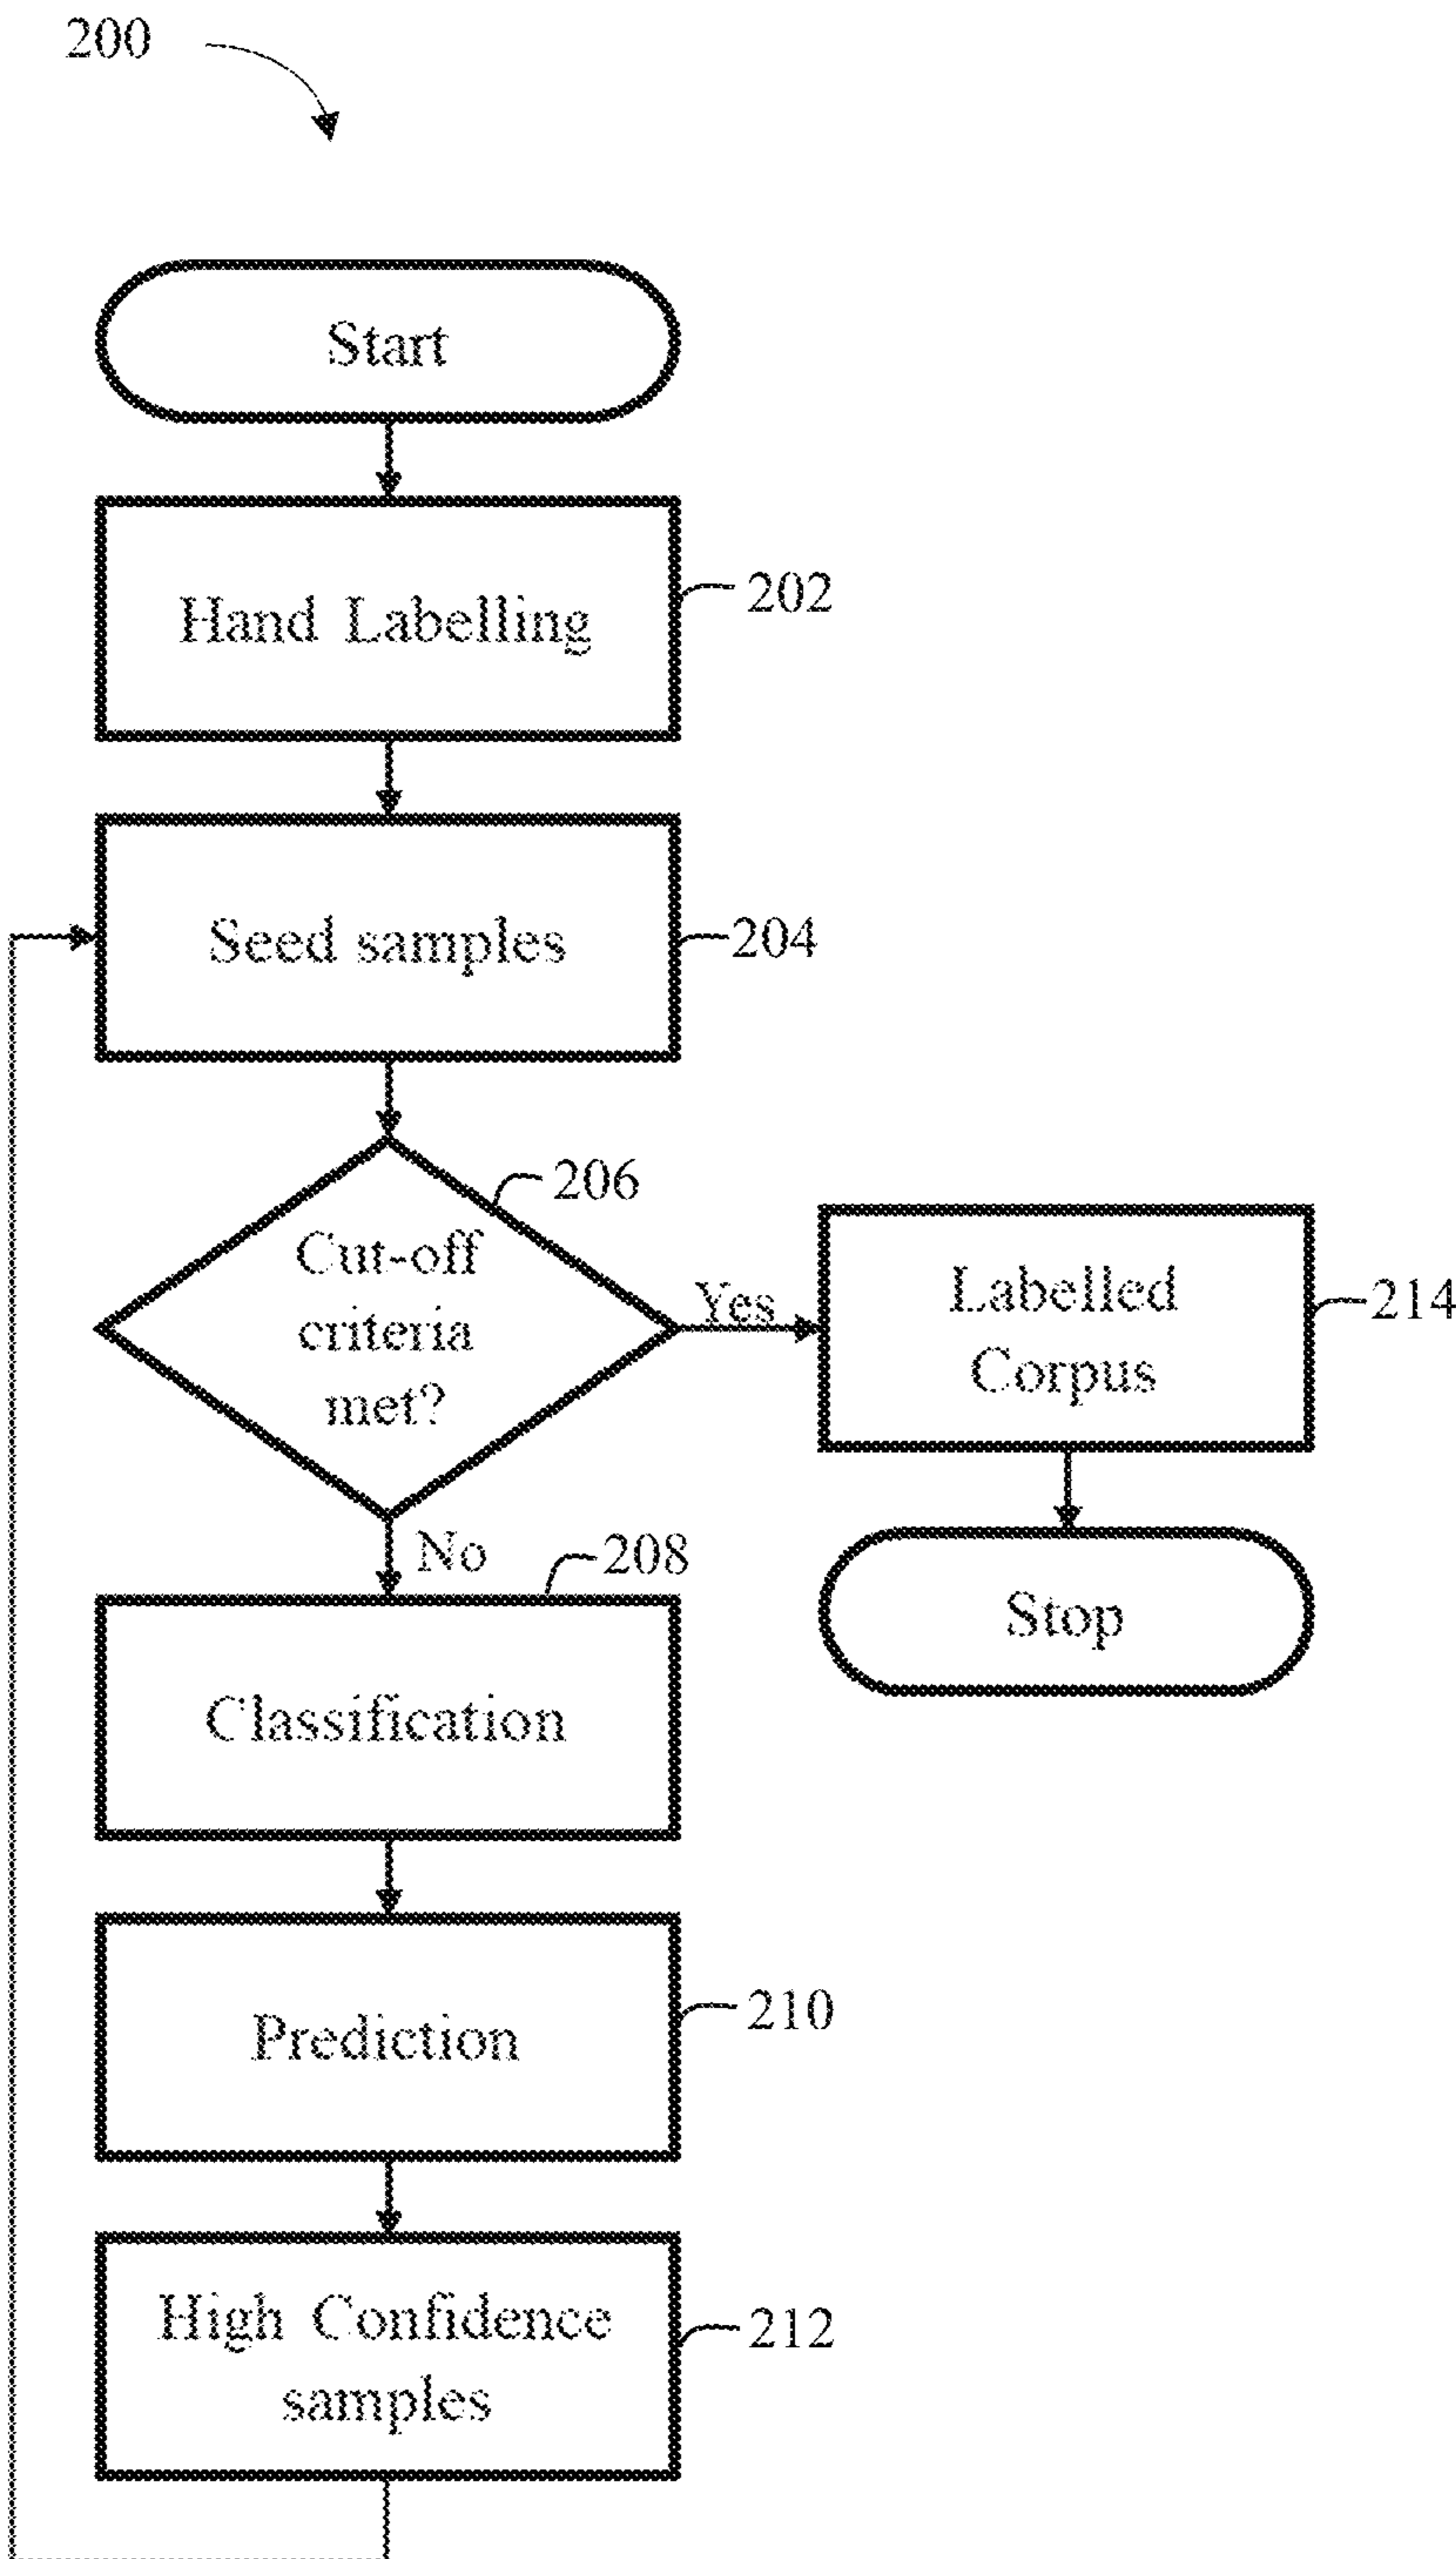 200
Start
Hand Labelling
202
Seed samples
204
206
Cut-off
criteria
met?
Yes
Labelled
Corpus
214
No
208
Stop
Classification
Prediction
210
High Confidence
samples
212